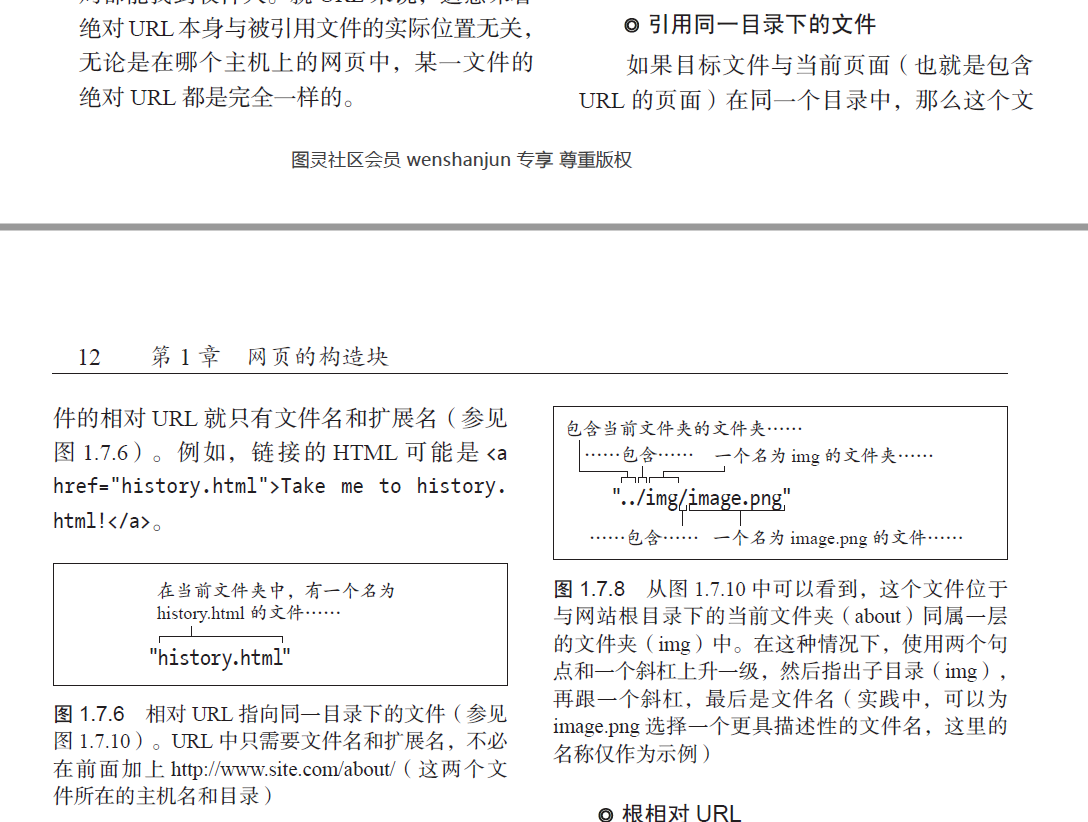 绝对 URL 本身与被引用文件的实际位置无关，
无论是在哪个主机上的网页中，某一文件的
绝对 URL 都是完全一样的。
◎ 引用同一目录下的文件
如果目标文件与当前页面（也就是包含
URL 的页面）在同一个目录中，那么这个文
图灵社区会员 wenshanjun 专享 尊重版权
12 第 1 章 网页的构造块
件的相对 URL 就只有文件名和扩展名（参见
图 1.7.6）。例如，链接的 HTML 可能是 <a
href="history.html">Take me to history.
html!</a>。
在当前文件夹中，有一个名为
history.html 的文件……
"history.html"
图 1.7.6 相对 URL 指向同一目录下的文件（参见
图 1.7.10）。URL 中只需要文件名和扩展名，不必
在前面加上 http://www.site.com/about/（这两个文
件所在的主机名和目录）
包含当前文件夹的文件夹……
……包含…… 一个名为 img 的文件夹……
"../img/image.png"
……包含…… 一个名为 image.png 的文件……
图 1.7.8 从图 1.7.10 中可以看到，这个文件位于
与网站根目录下的当前文件夹（about）同属一层
的文件夹（img）中。在这种情况下，使用两个句
点和一个斜杠上升一级，然后指出子目录（img），
再跟一个斜杠，最后是文件名（实践中，可以为
image.png 选择一个更具描述性的文件名，这里的
名称仅作为示例）
◎ 根相对 URL